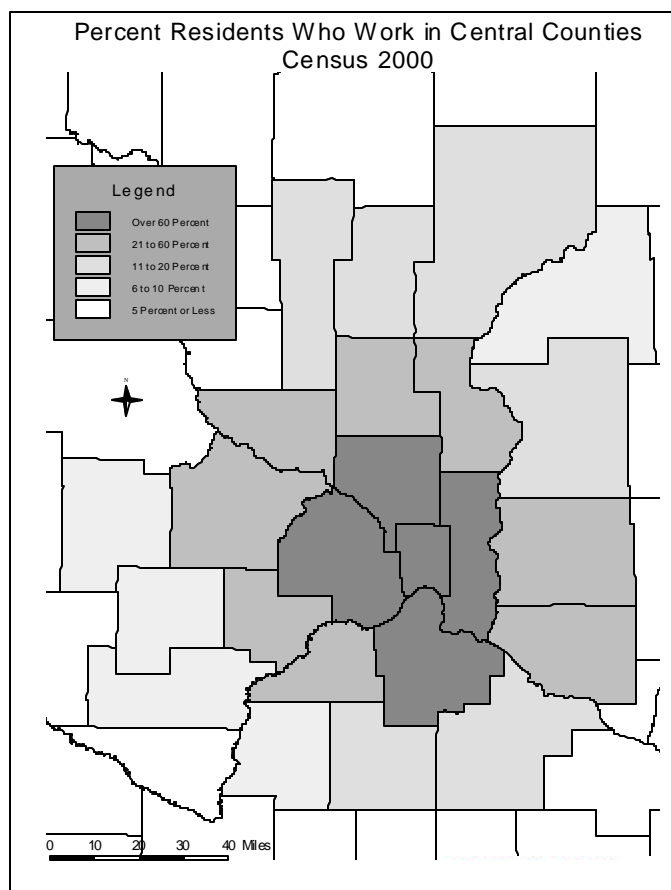 Percent Residents Who Work in Central Counties
Census 2000
Legend
Over 60 Percent
21 to 60 Percent
11 to 20 Percent
6 to 10 Percent
5 Percent or Less
N
0 10 20 30 40 Miles